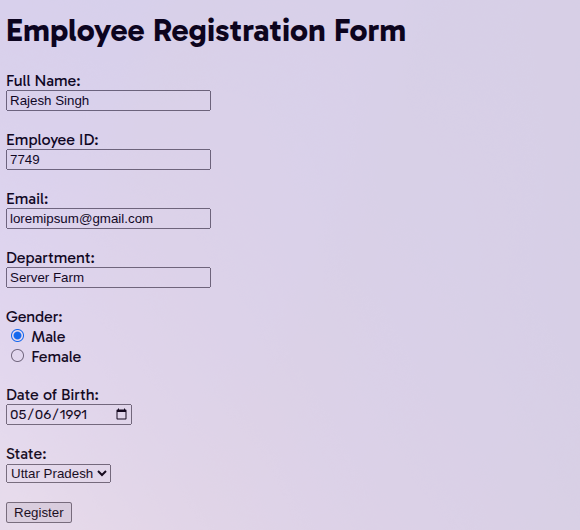 Employee Registration Form
Full Name:
Rajesh Singh
Employee ID:
7749
Email:
loremipsum@gmail.com
Department:
Server Farm
Gender:
Male
Female
Date of Birth:
05/06/1991
State:
Uttar Pradesh
Register